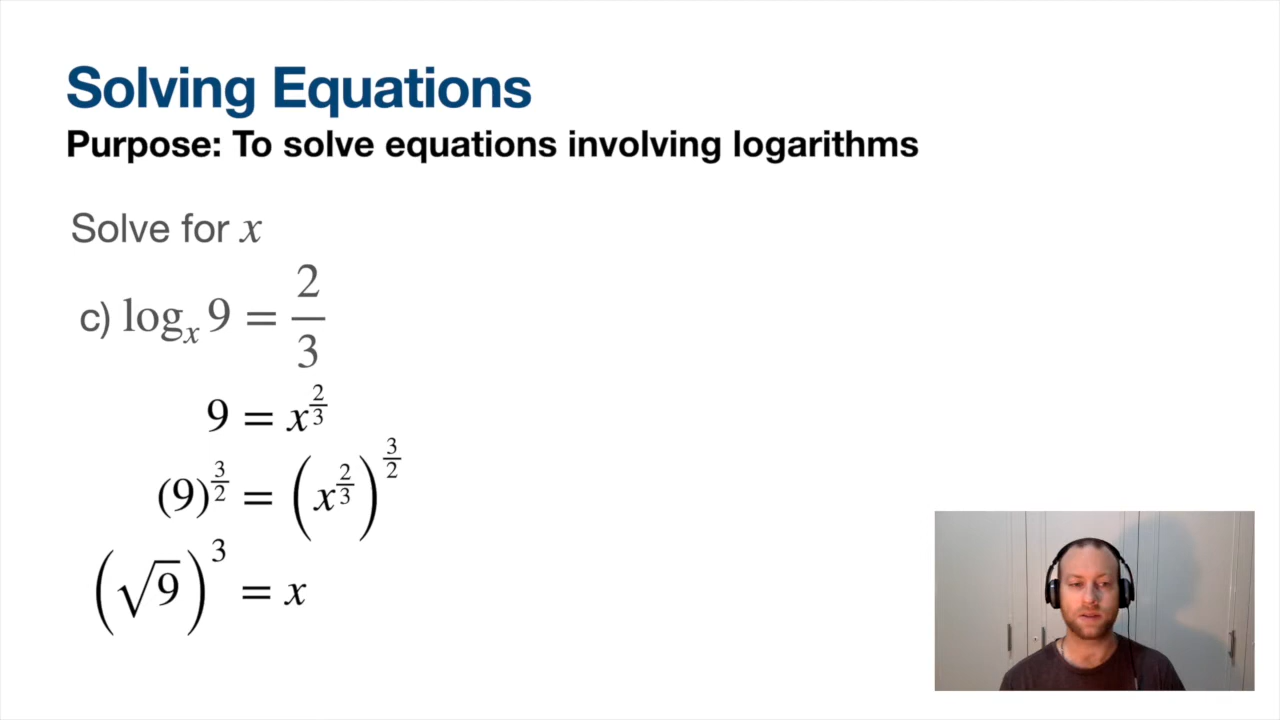 Solving Equations
Purpose: To solve equations involving logarithms
Solve for x
c) logₓ 9 = 2/3
9 = x^(2/3)
(9)^(3/2) = (x^(2/3))^(3/2)
(√9)^3 = x